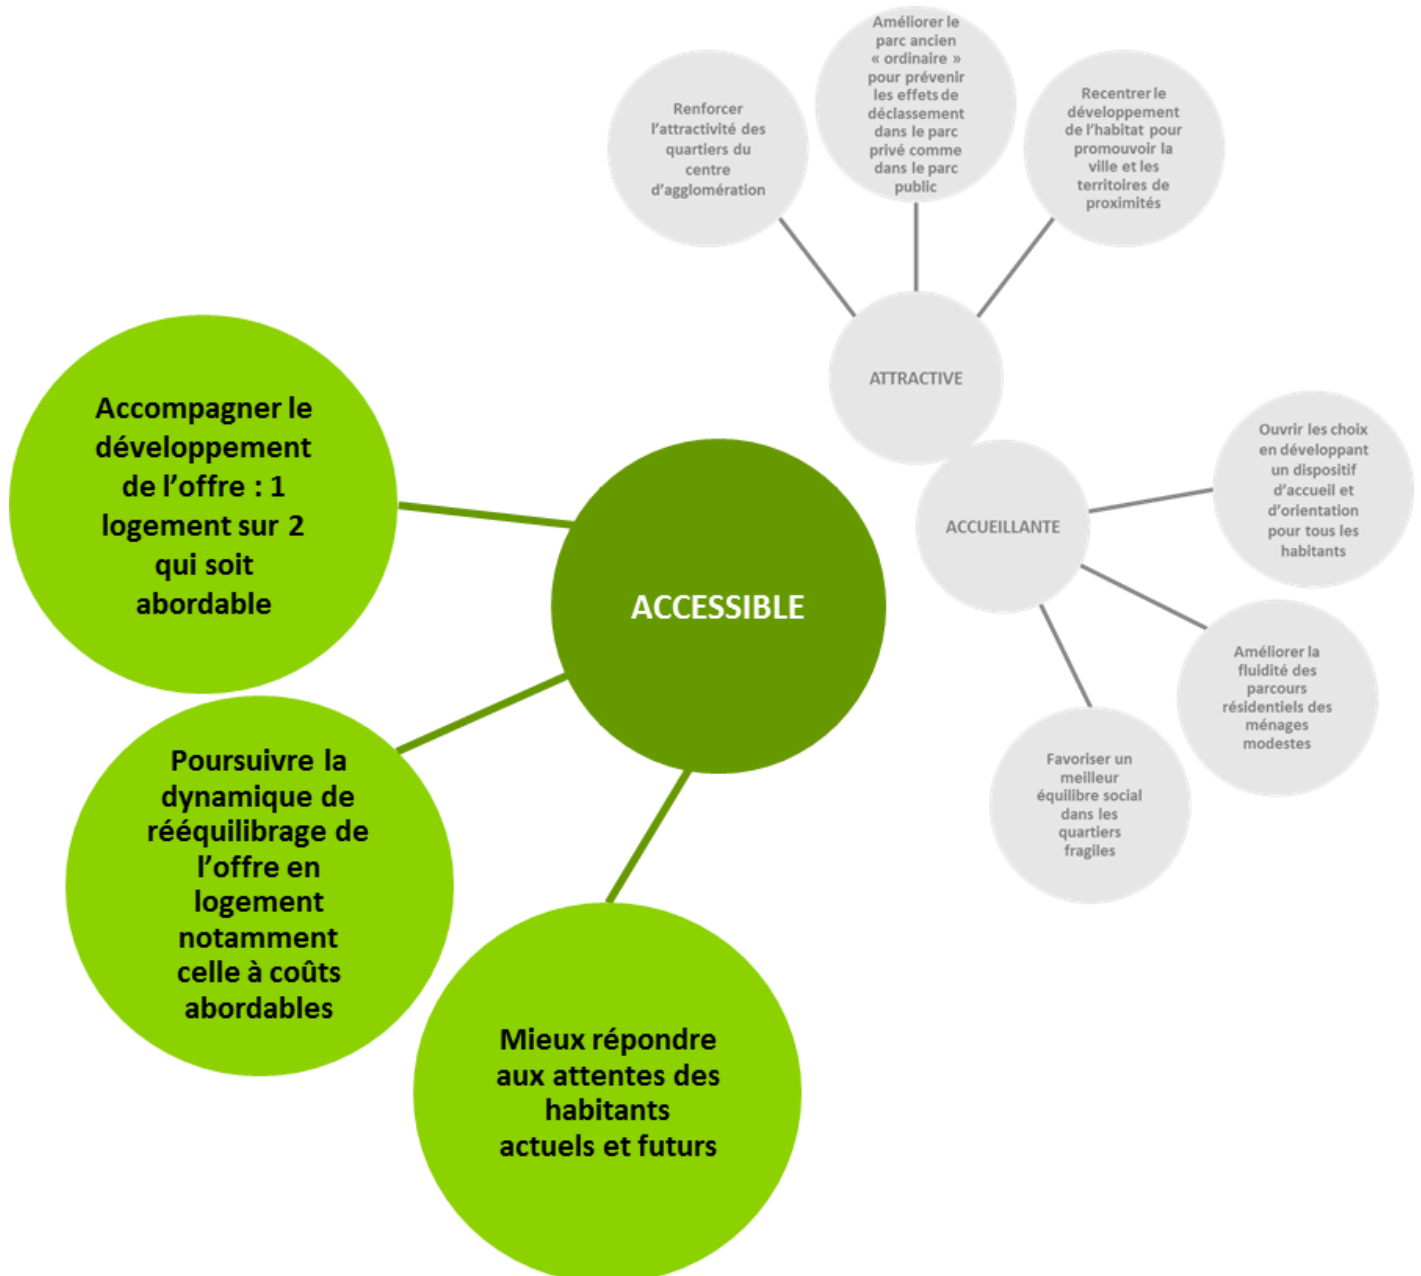 Améliorer le
parc ancien
« ordinaire »
pour prévenir
les effets de
déclassement
dans le parc
privé comme
dans le parc
public
Renforcer
l’attractivité des
quartiers du
centre
d’agglomération
Recentrer le
développement
de l’habitat pour
promouvoir la
ville et les
territoires de
proximités
ATTRACTIVE
Accompagner le
développement
de l’offre : 1
logement sur 2
qui soit
abordable
ACCESSIBLE
ACCUEILLANTE
Ouvrir les choix
en développant
un dispositif
d’accueil et
d’orientation
pour tous les
habitants
Améliorer la
fluidité des
parcours
résidentiels des
ménages
modestes
Favoriser un
meilleur
équilibre social
dans les
quartiers
fragiles
Poursuivre la
dynamique de
rééquilibrage de
l’offre en
logement
notamment
celle à coûts
abordables
Mieux répondre
aux attentes des
habitants
actuels et futurs